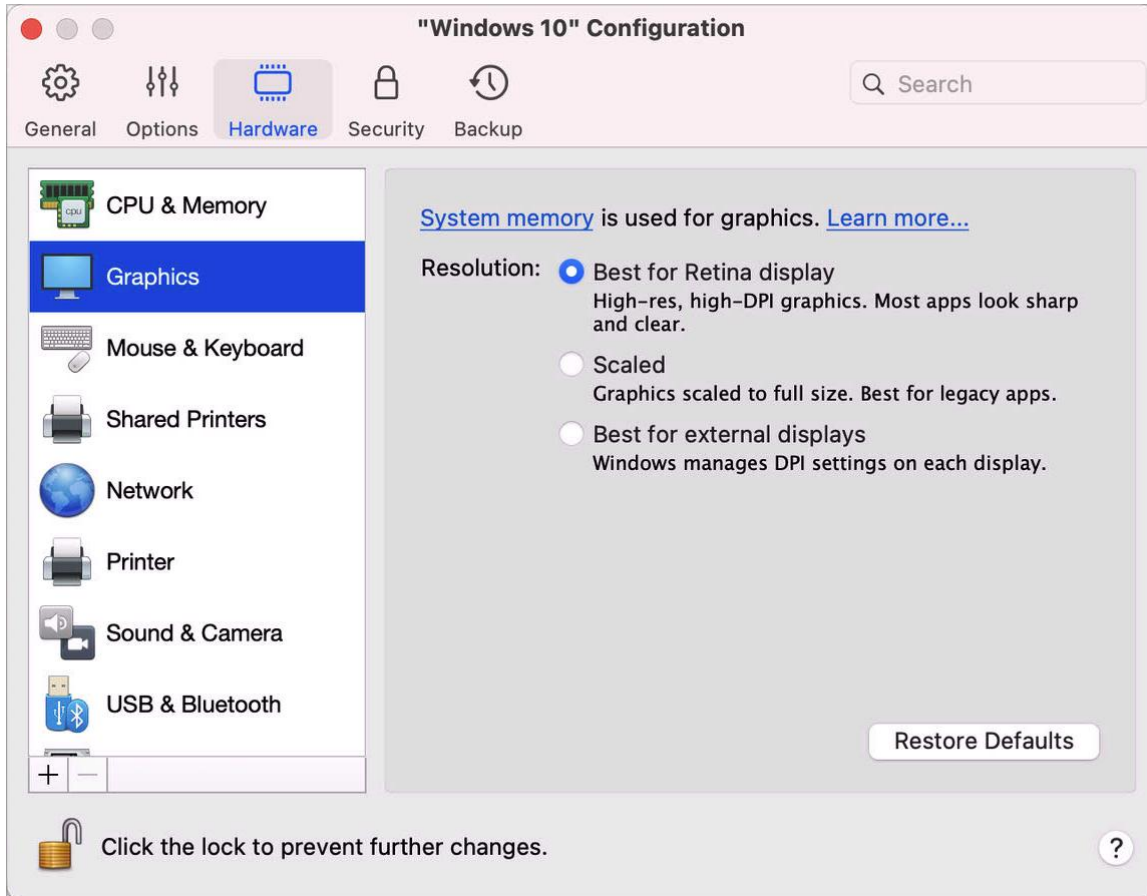 "Windows 10" Configuration
General Options Hardware Security Backup
Search
CPU & Memory
Graphics
Mouse & Keyboard
Shared Printers
Network
Printer
Sound & Camera
USB & Bluetooth
System memory is used for graphics. Learn more...
Resolution:
Best for Retina display
High-res, high-DPI graphics. Most apps look sharp
and clear.
Scaled
Graphics scaled to full size. Best for legacy apps.
Best for external displays
Windows manages DPI settings on each display.
Restore Defaults
Click the lock to prevent further changes.
?